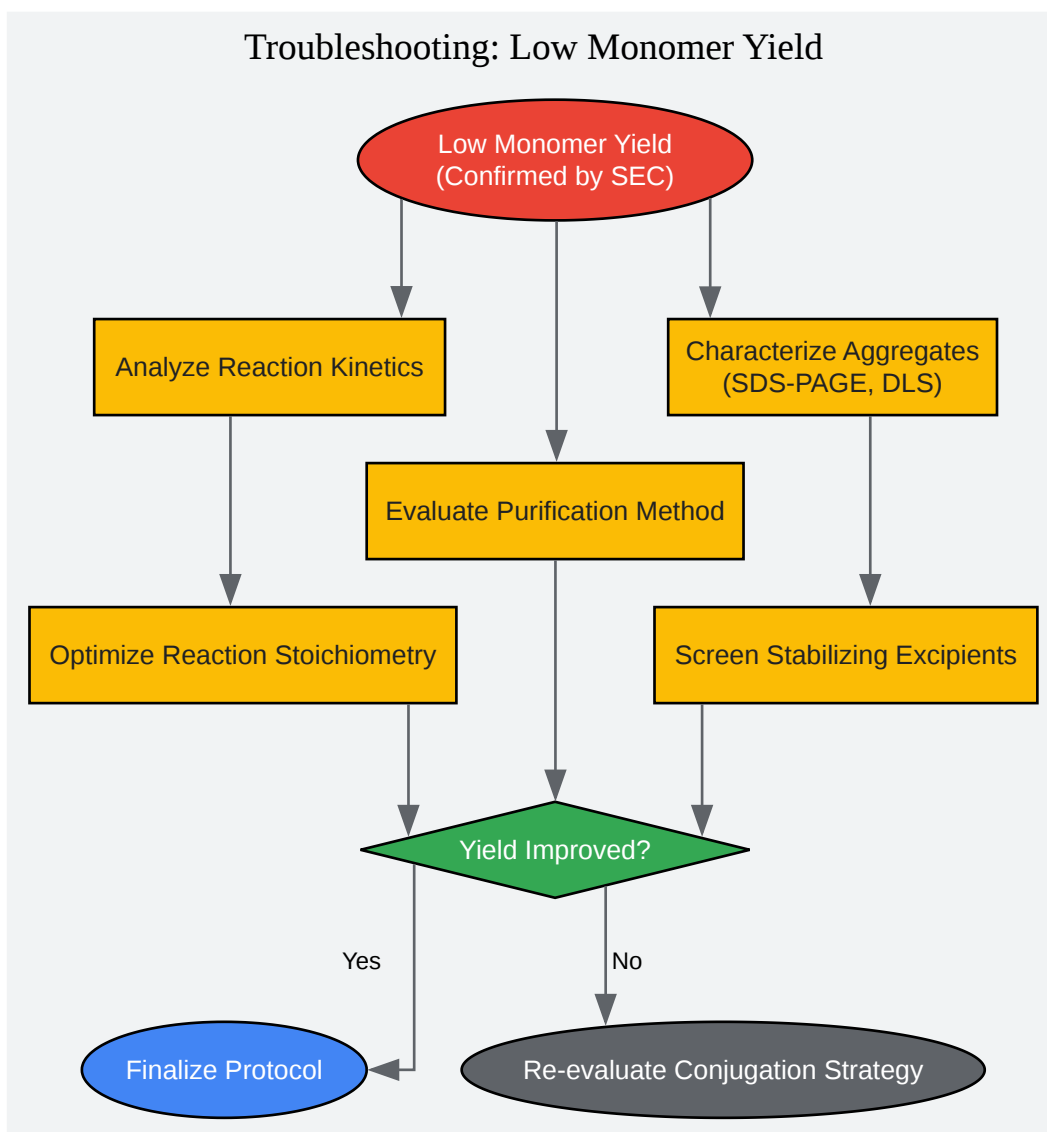 Troubleshooting: Low Monomer Yield
Low Monomer Yield
(Confirmed by SEC)
Analyze Reaction Kinetics
Characterize Aggregates
(SDS-PAGE, DLS)
Evaluate Purification Method
Optimize Reaction Stoichiometry
Screen Stabilizing Excipients
Yield Improved?
Yes
No
Finalize Protocol
Re-evaluate Conjugation Strategy